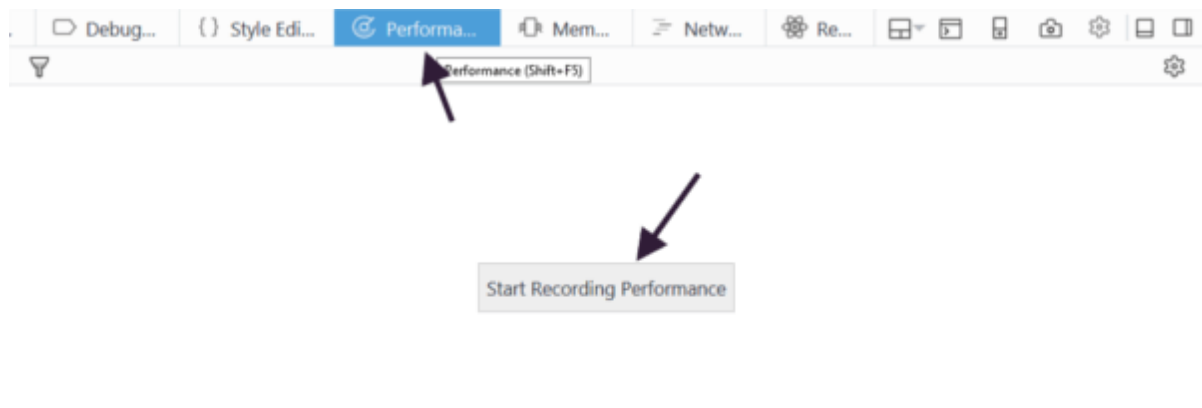 Debug... { } Style Edi... Performa... Mem... Netw... Re...
Performance (Shift+F5)
Start Recording Performance